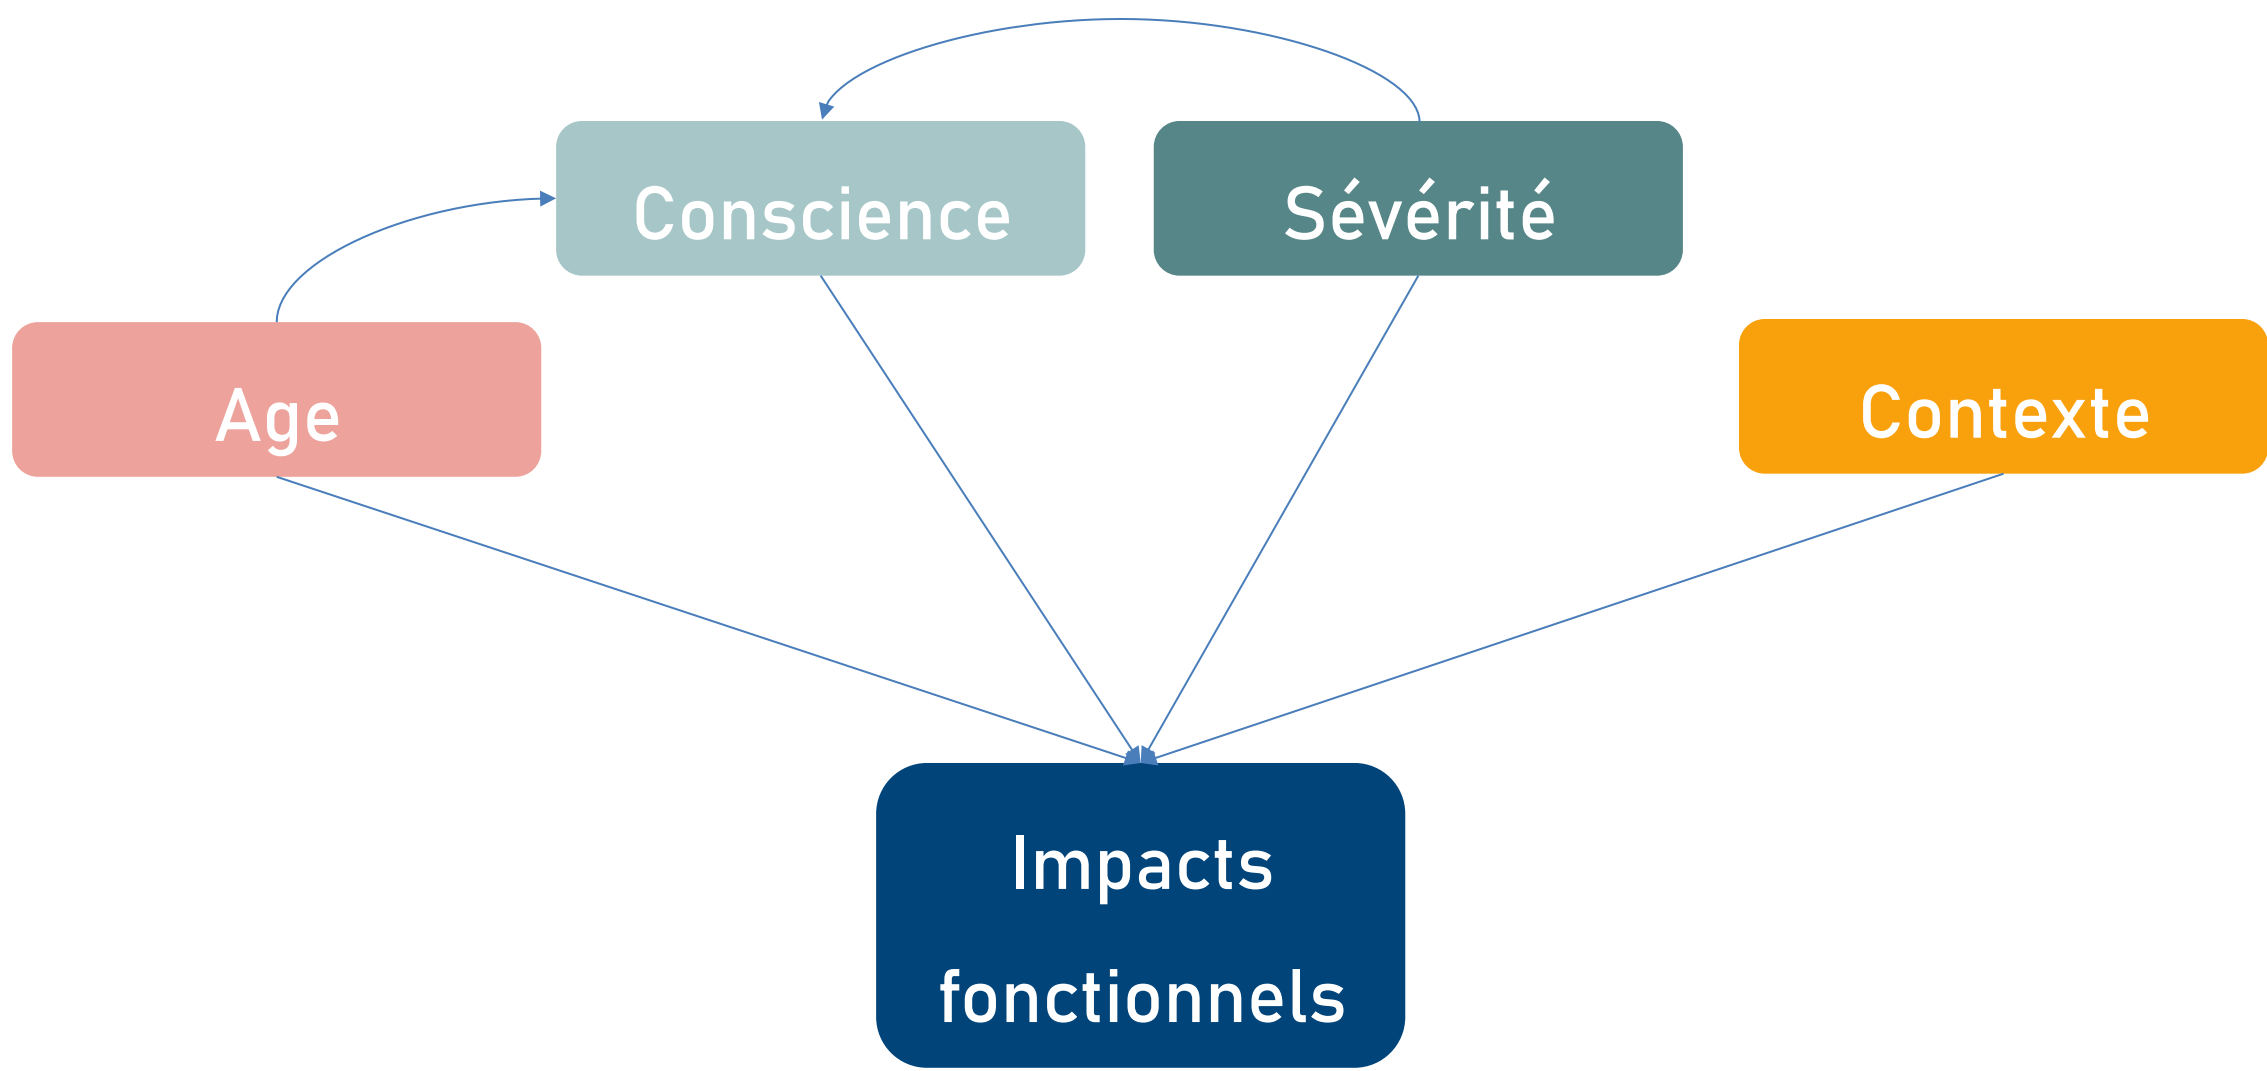 Conscience
Sévérité
Age
Contexte
Impacts
fonctionnels